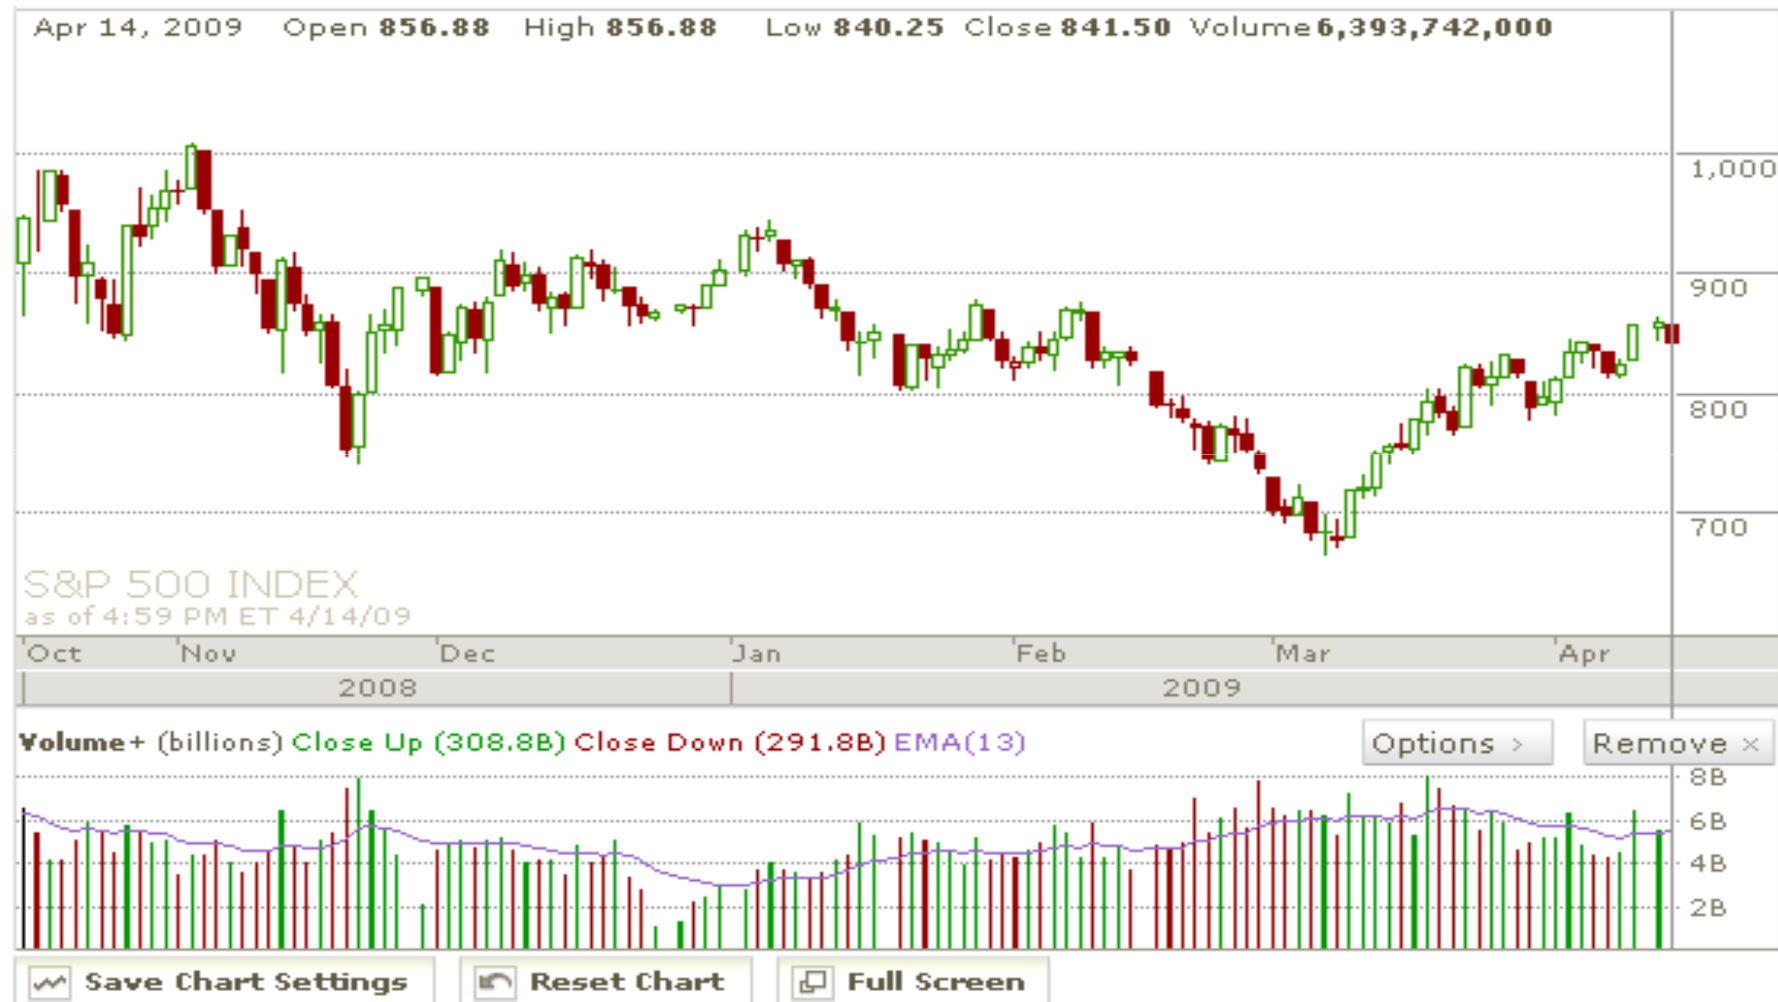 Apr 14, 2009 Open 856.88 High 856.88 Low 840.25 Close 841.50 Volume 6,393,742,000
1,000
900
800
700
S&P 500 INDEX
as of 4:59 PM ET 4/14/09
Oct Nov Dec Jan Feb Mar Apr
2008 2009
Volume+ (billions) Close Up (308.8B) Close Down (291.8B) EMA(13) Options > Remove ×
8B
6B
4B
2B
Save Chart Settings Reset Chart Full Screen